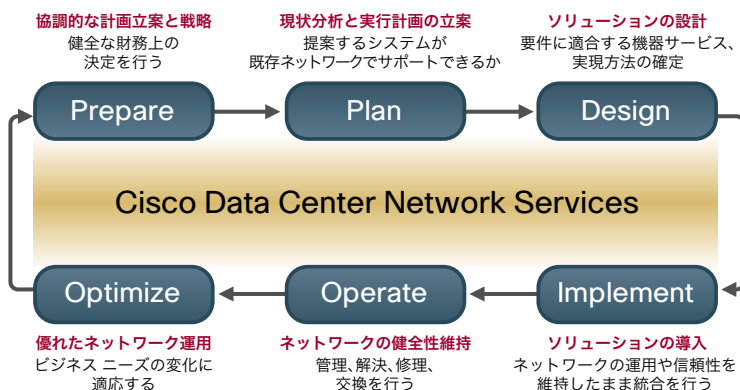 協調的な計画立案と戦略
健全な財務上の
決定を行う
現状分析と実行計画の立案
提案するシステムが
既存ネットワークでサポートできるか
ソリューションの設計
要件に適合する機器サービス、
実現方法の確定
Prepare
Plan
Design
Cisco Data Center Network Services
Optimize
Operate
Implement
優れたネットワーク運用
ビジネス ニーズの変化に
適応する
ネットワークの健全性維持
管理、解決、修理、
交換を行う
ソリューションの導入
ネットワークの運用や信頼性を
維持したまま統合を行う